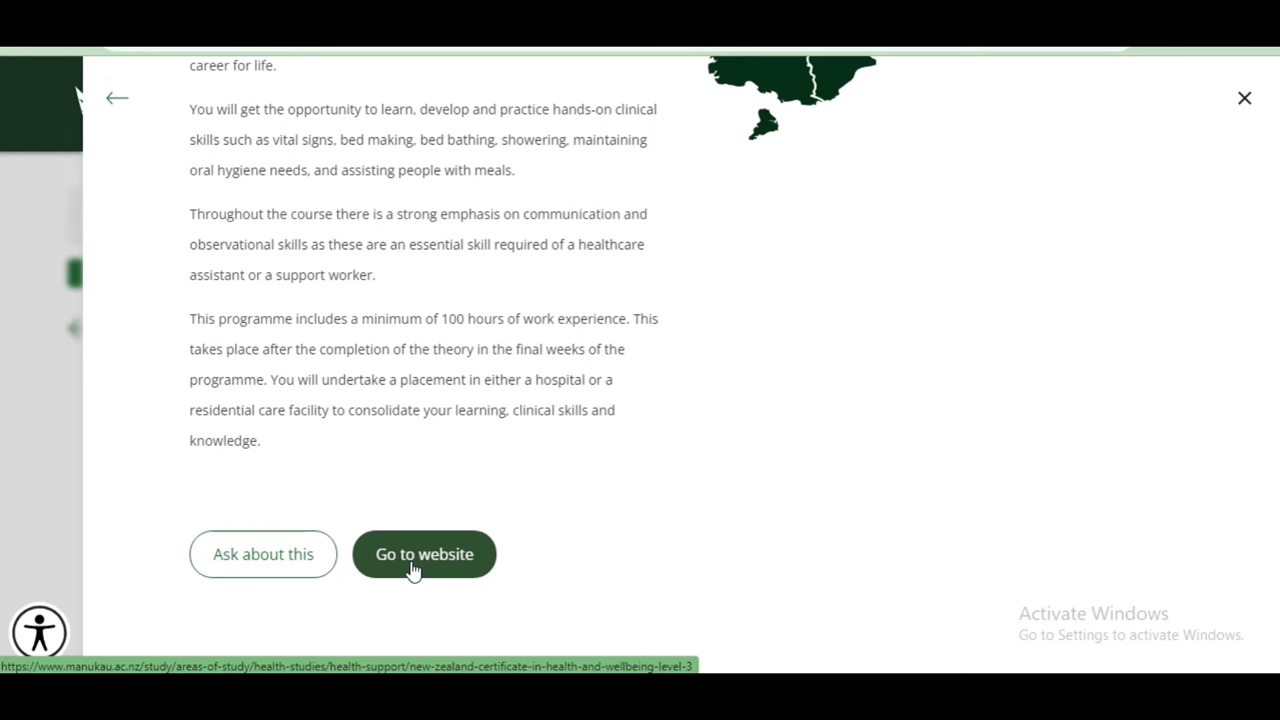 career for life.
You will get the opportunity to learn, develop and practice hands-on clinical
skills such as vital signs, bed making, bed bathing, showering, maintaining
oral hygiene needs, and assisting people with meals.
Throughout the course there is a strong emphasis on communication and
observational skills as these are an essential skill required of a healthcare
assistant or a support worker.
This programme includes a minimum of 100 hours of work experience. This
takes place after the completion of the theory in the final weeks of the
programme. You will undertake a placement in either a hospital or a
residential care facility to consolidate your learning, clinical skills and
knowledge.
Ask about this
Go to website
Activate Windows
Go to Settings to activate Windows.
https://www.manukau.ac.nz/study/areas-of-study/health-studies/health-support/new-zealand-certificate-in-health-and-wellbeing-level-3